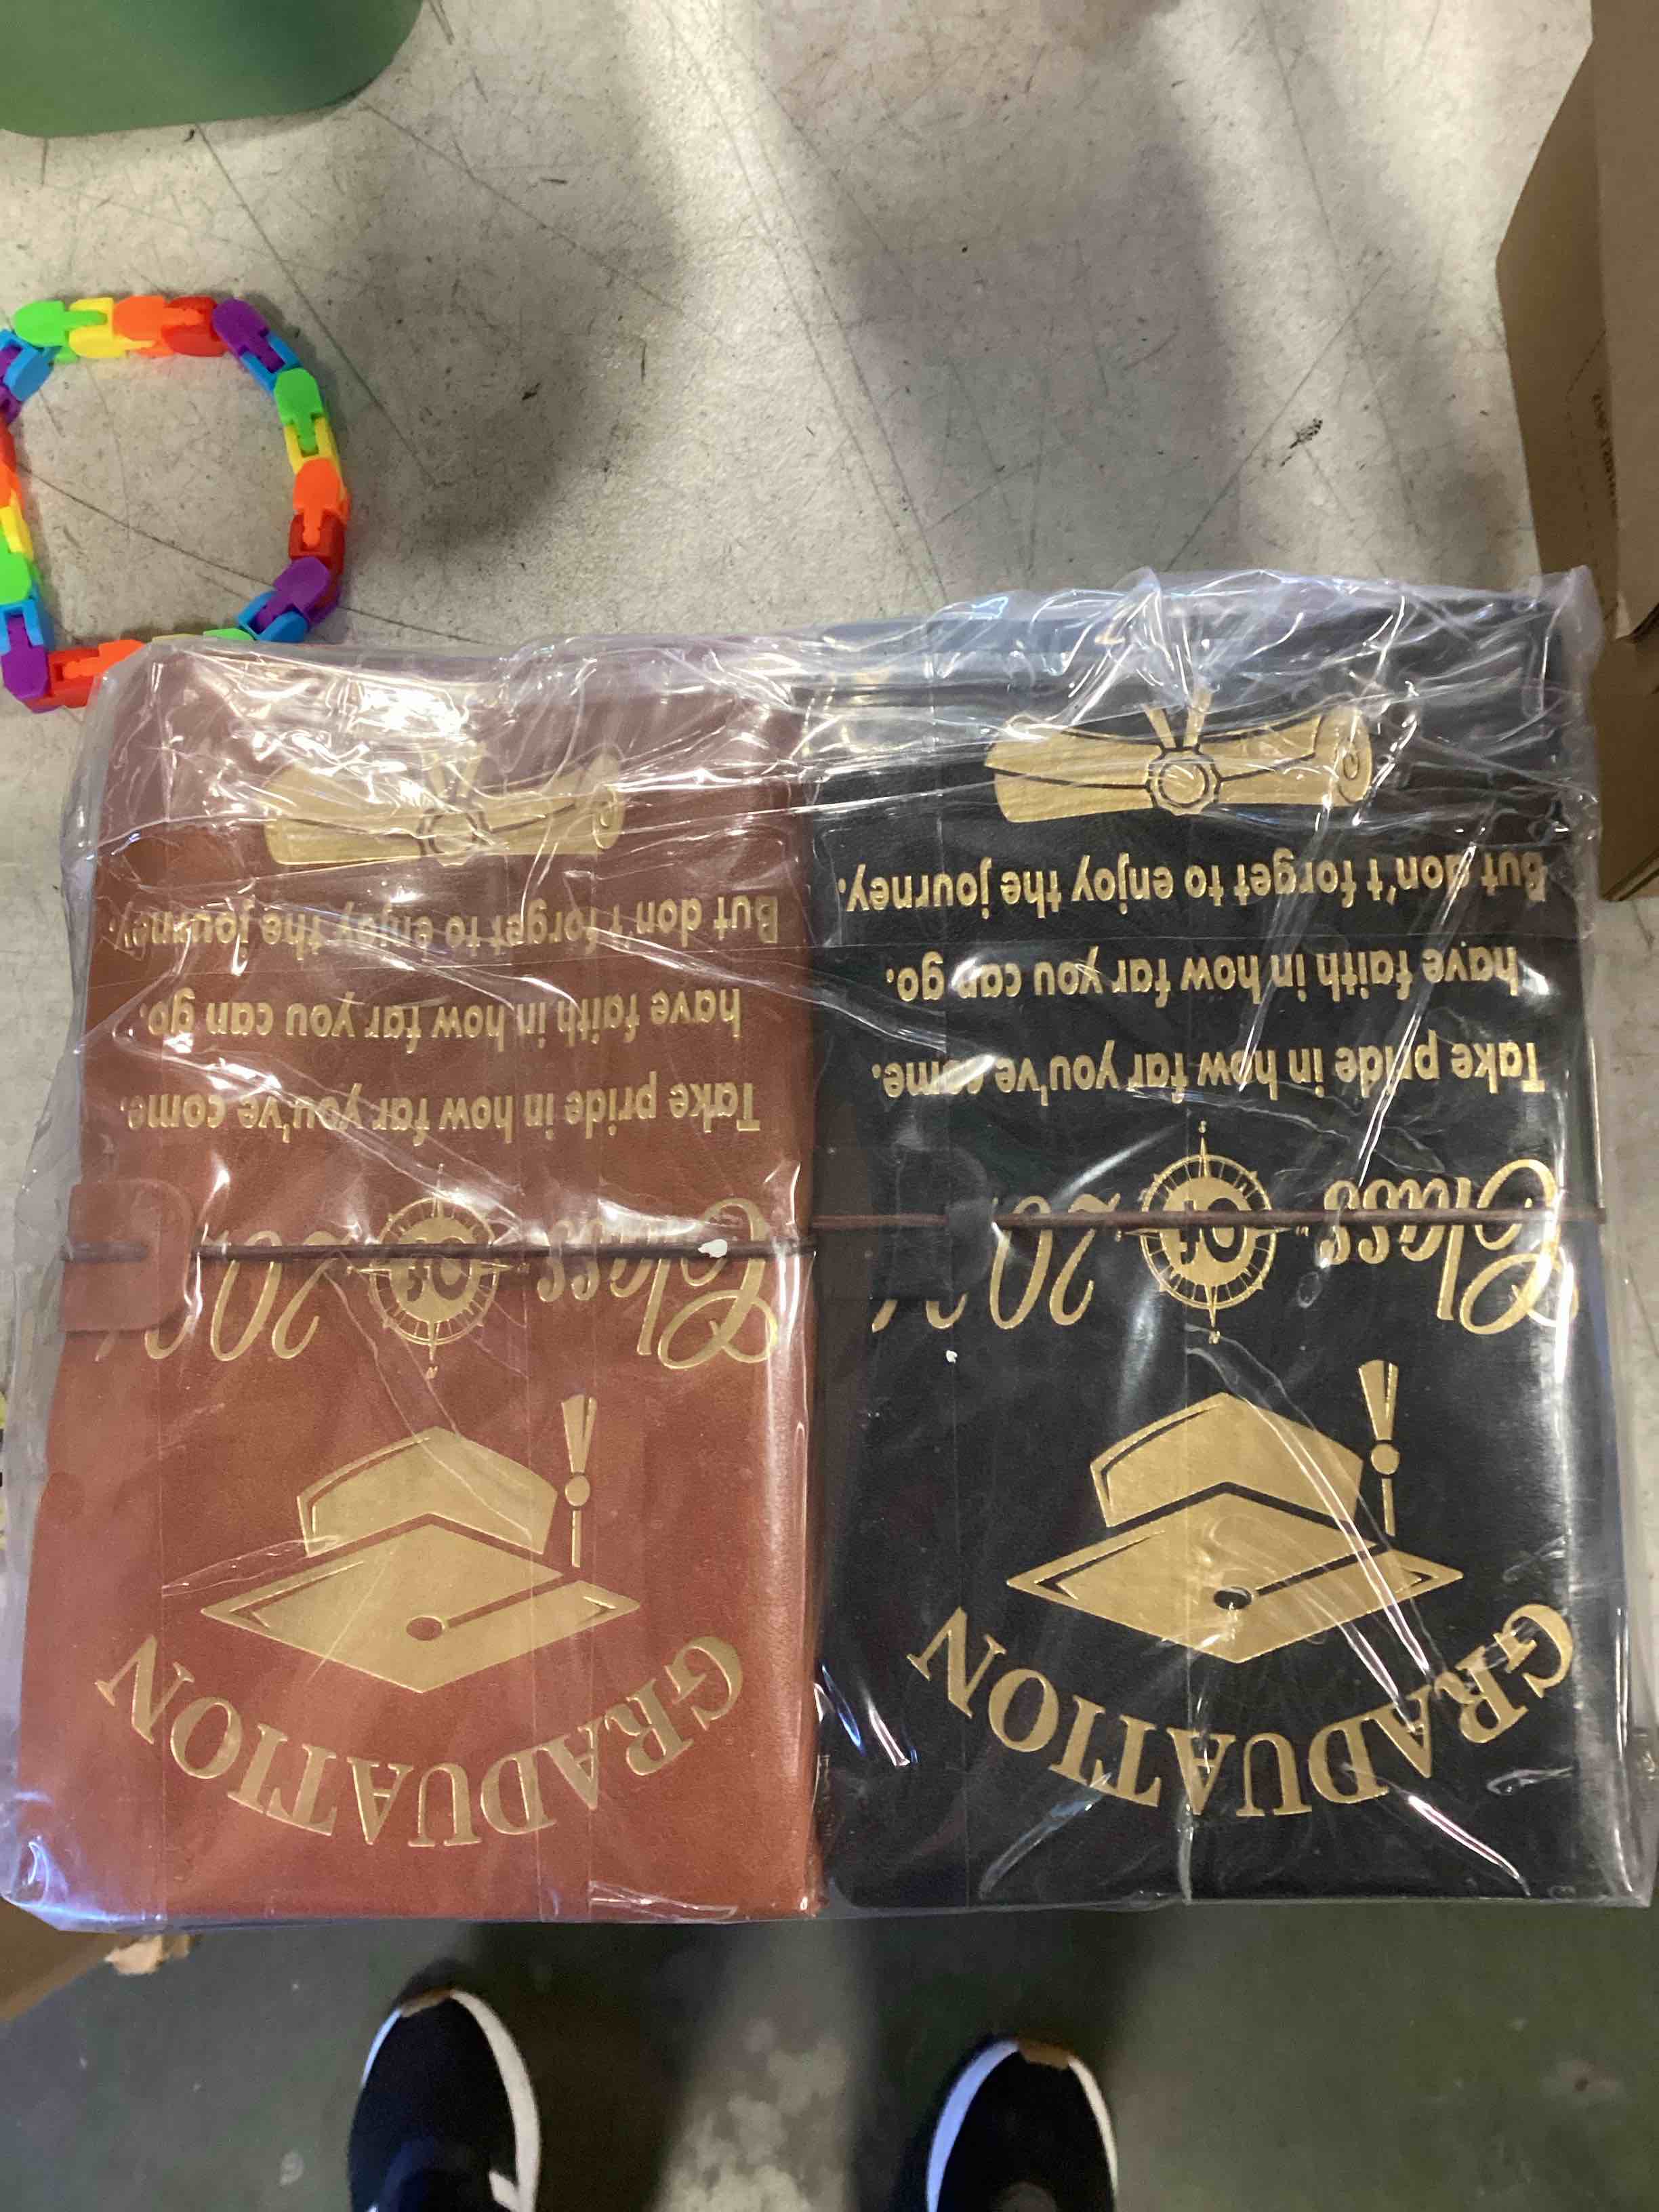 GRADUATION
Class of 202
Take pride in how far you've come.
have faith in how far you can go.
But don't forget to enjoy the journey.
GRADUATION
Class of 202
Take pride in how far you've come.
have faith in how far you can go.
But don't forget to enjoy the journey.